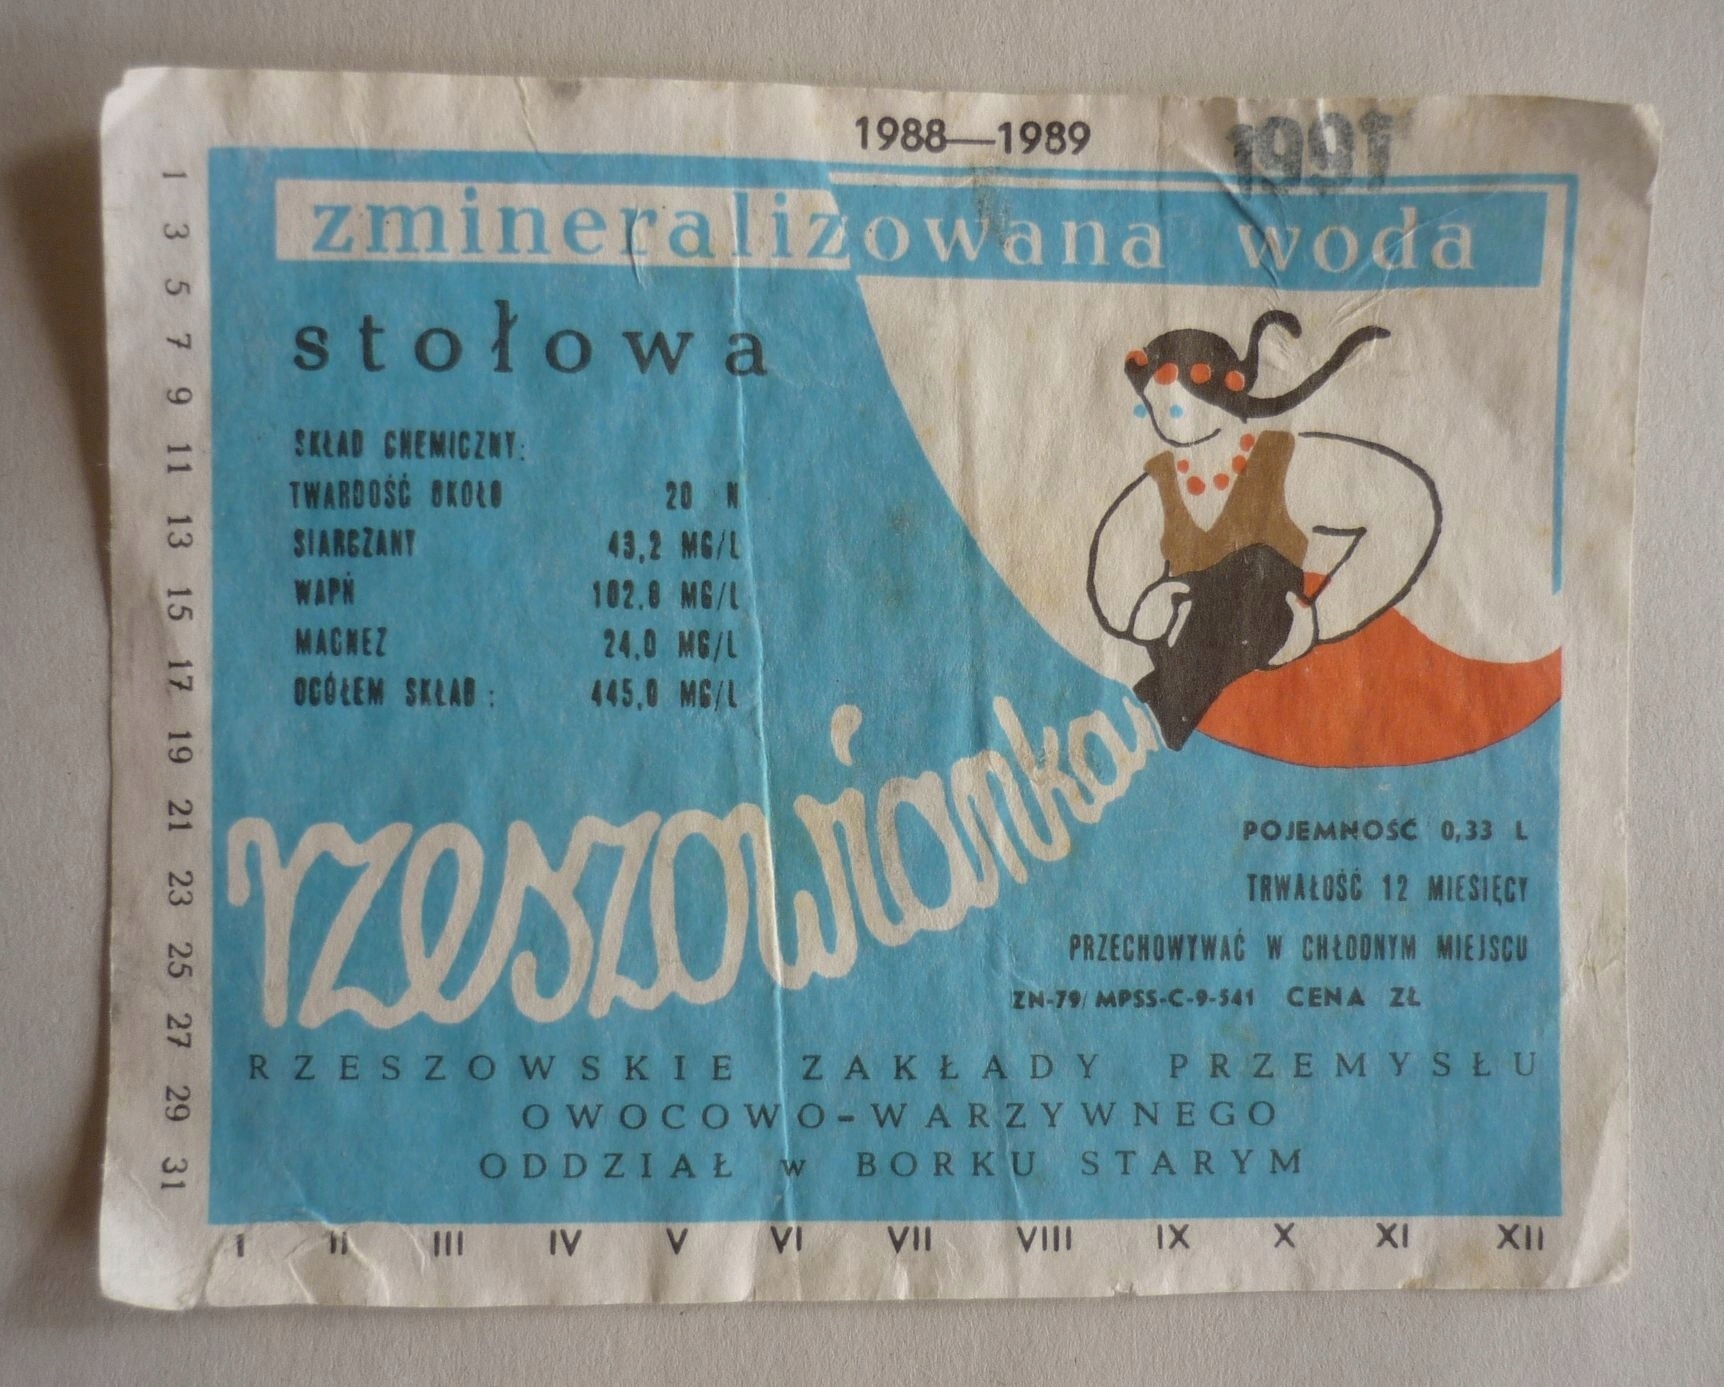 1988—1989
1991
zmineralizowana woda
stołowa
SKŁAD CHEMICZNY:
TWARDOŚĆ OKOŁO 20 N
SIARCZANY 43,2 MG/L
WAPŃ 102,8 MG/L
MAGNEZ 24,0 MG/L
OGÓŁEM SKŁAD: 445,0 MG/L
rzeszowianka
POJEMNOŚĆ 0,33 L
TRWAŁOŚĆ 12 MIESIĘCY
PRZECHOWYWAĆ W CHŁODNYM MIEJSCU
ZN-79/MPSS-C-9-541 CENA ZŁ
RZESZOWSKIE ZAKŁADY PRZEMYSŁU
OWOCOWO-WARZYWNEGO
ODDZIAŁ w BORKU STARYM
1 3 5 7 9 11 13 15 17 19 21 23 25 27 29 31
I II III IV V VI VII VIII IX X XI XII